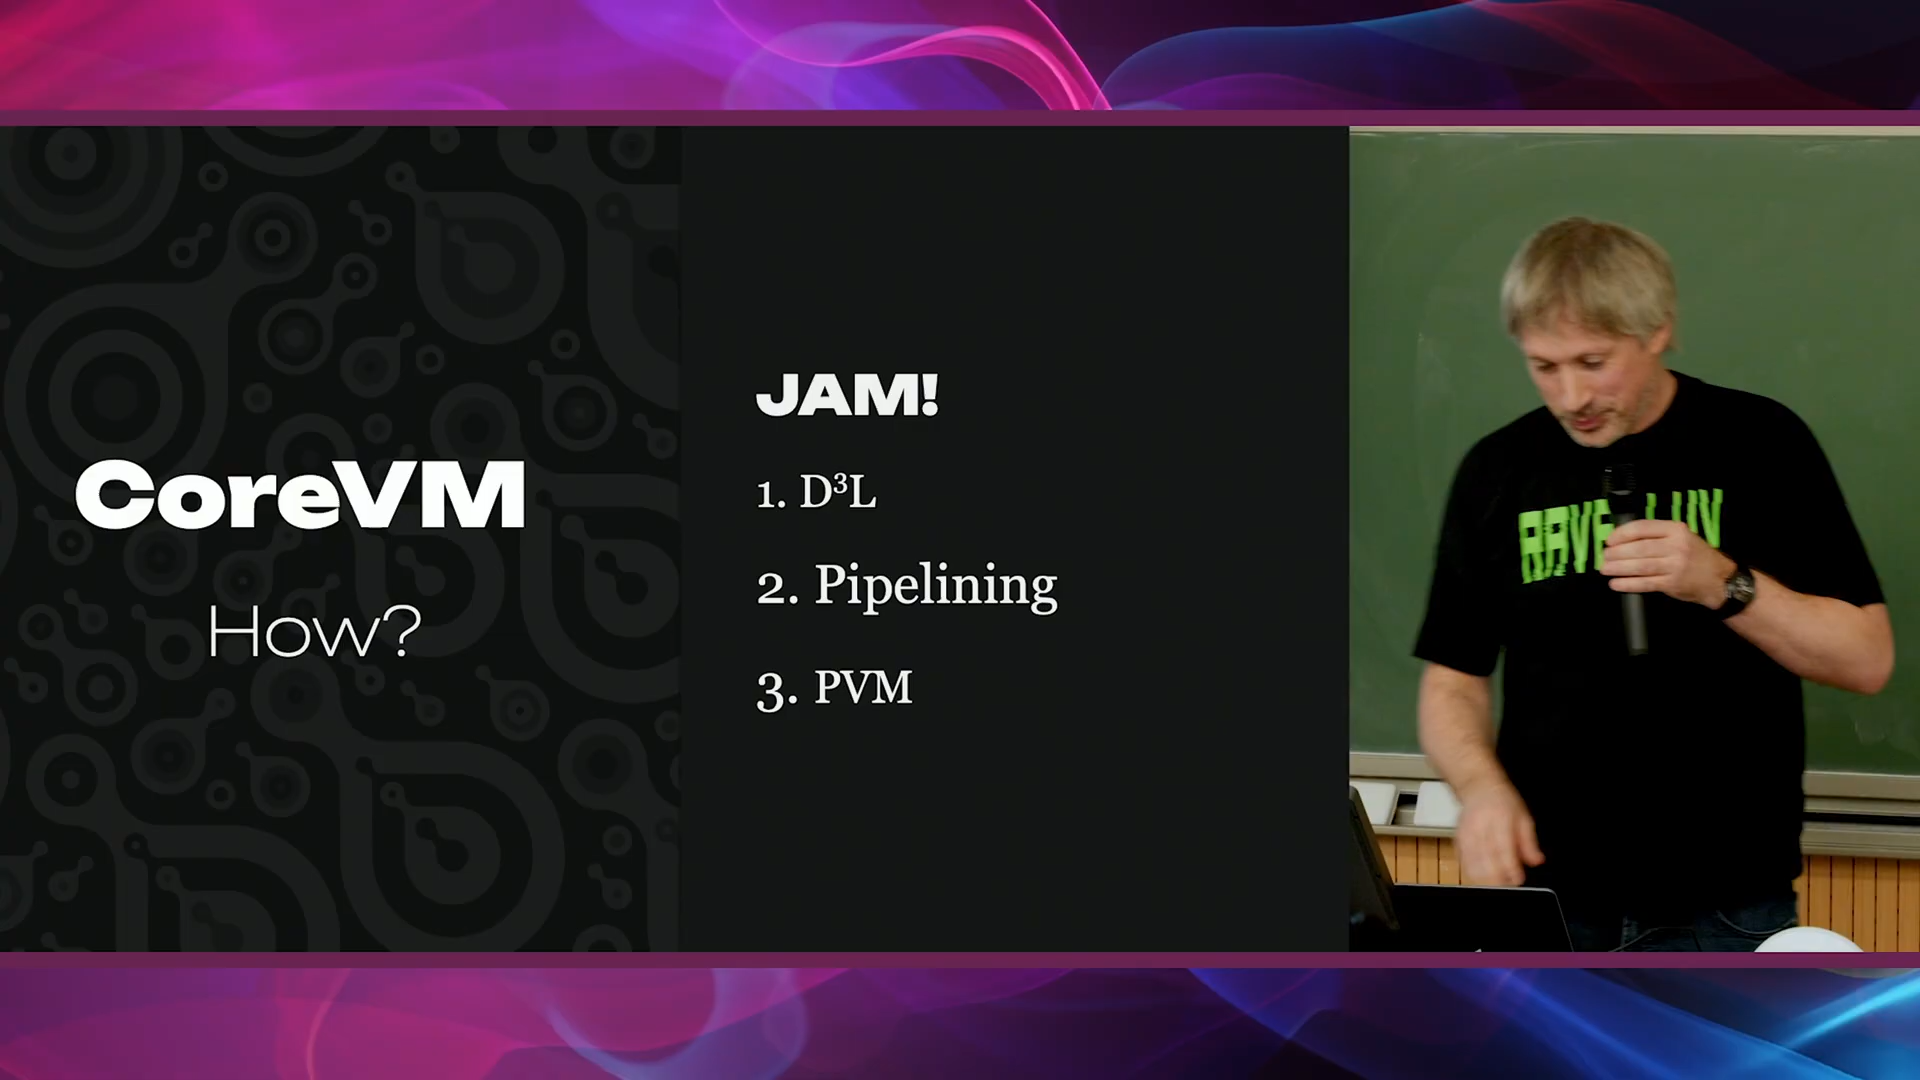 CoreVM
How?
JAM!
1. D³L
2. Pipelining
3. PVM